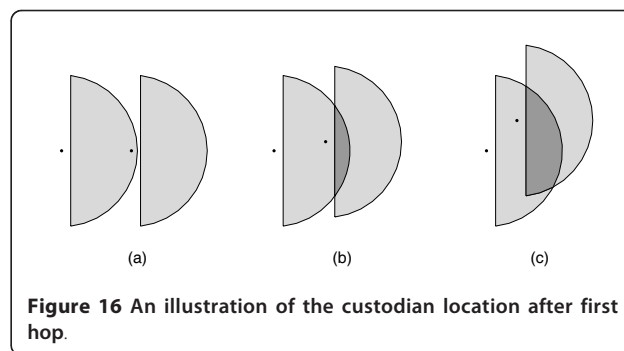 (a)
(b)
(c)
Figure 16 An illustration of the custodian location after first
hop.